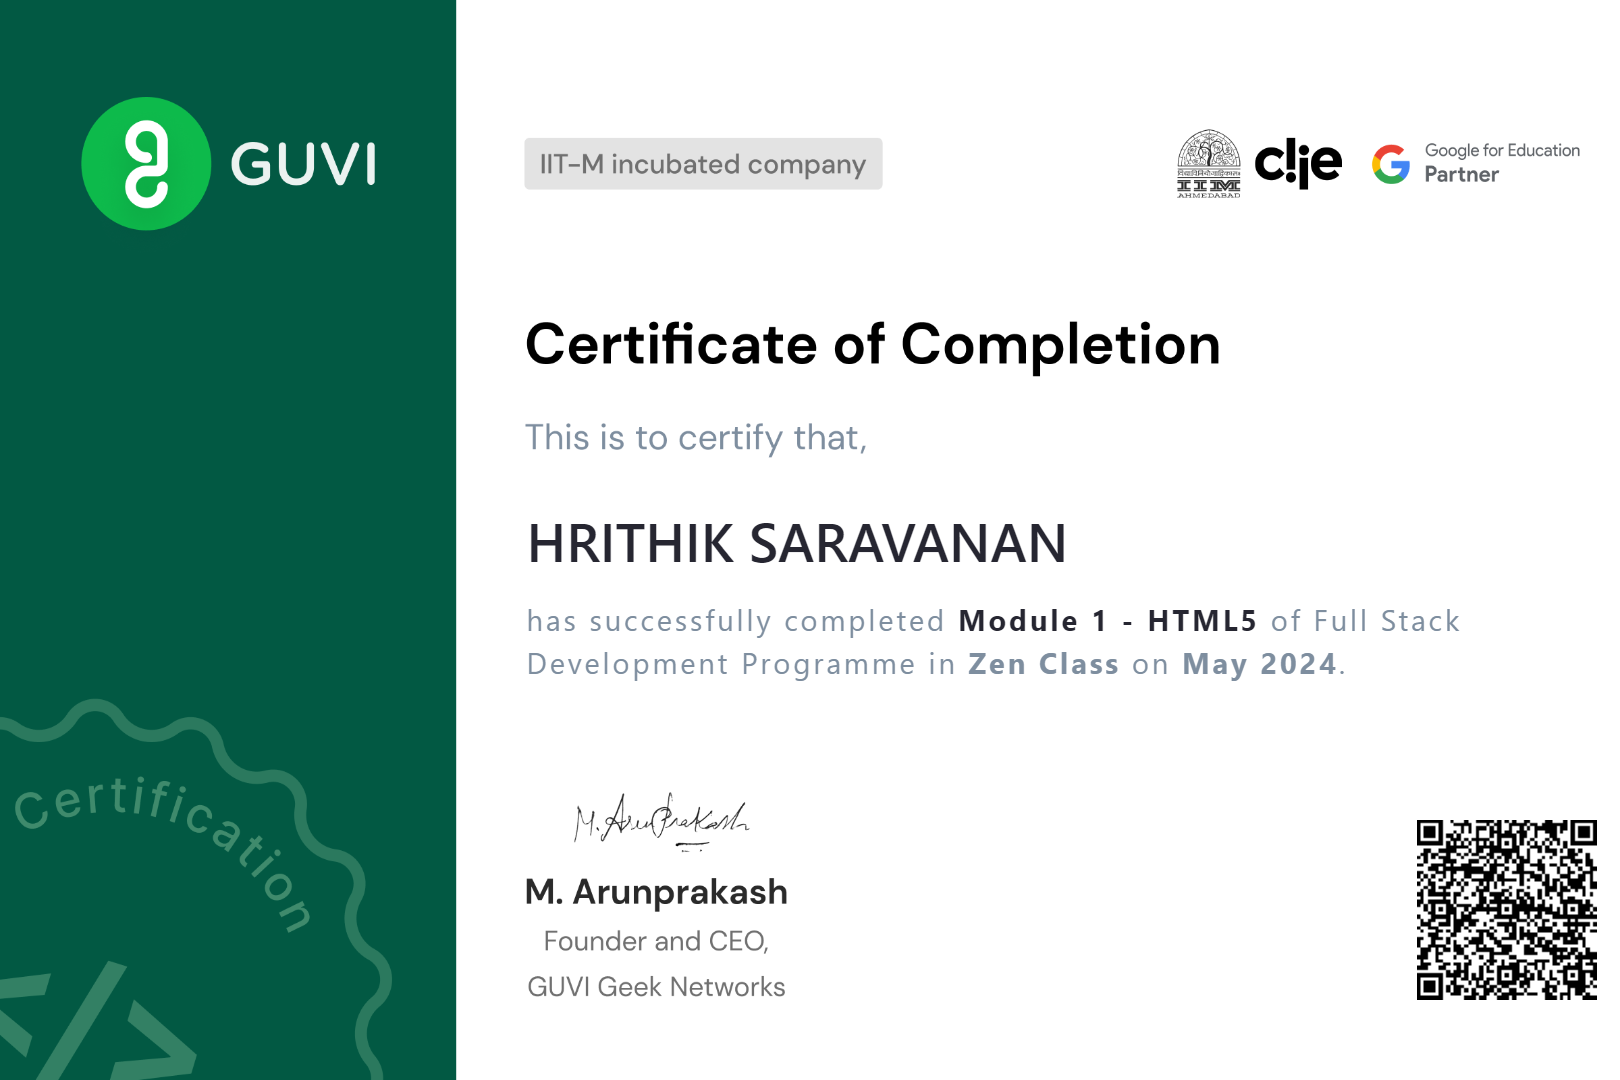 GUVI
IIT-M incubated company
IIM
AHMEDABAD
c!ie
Google for Education
Partner
Certificate of Completion
This is to certify that,
HRITHIK SARAVANAN
has successfully completed Module 1 - HTML5 of Full Stack
Development Programme in Zen Class on May 2024.
Certification
</>
M. Arunprakash
M. Arunprakash
Founder and CEO,
GUVI Geek Networks